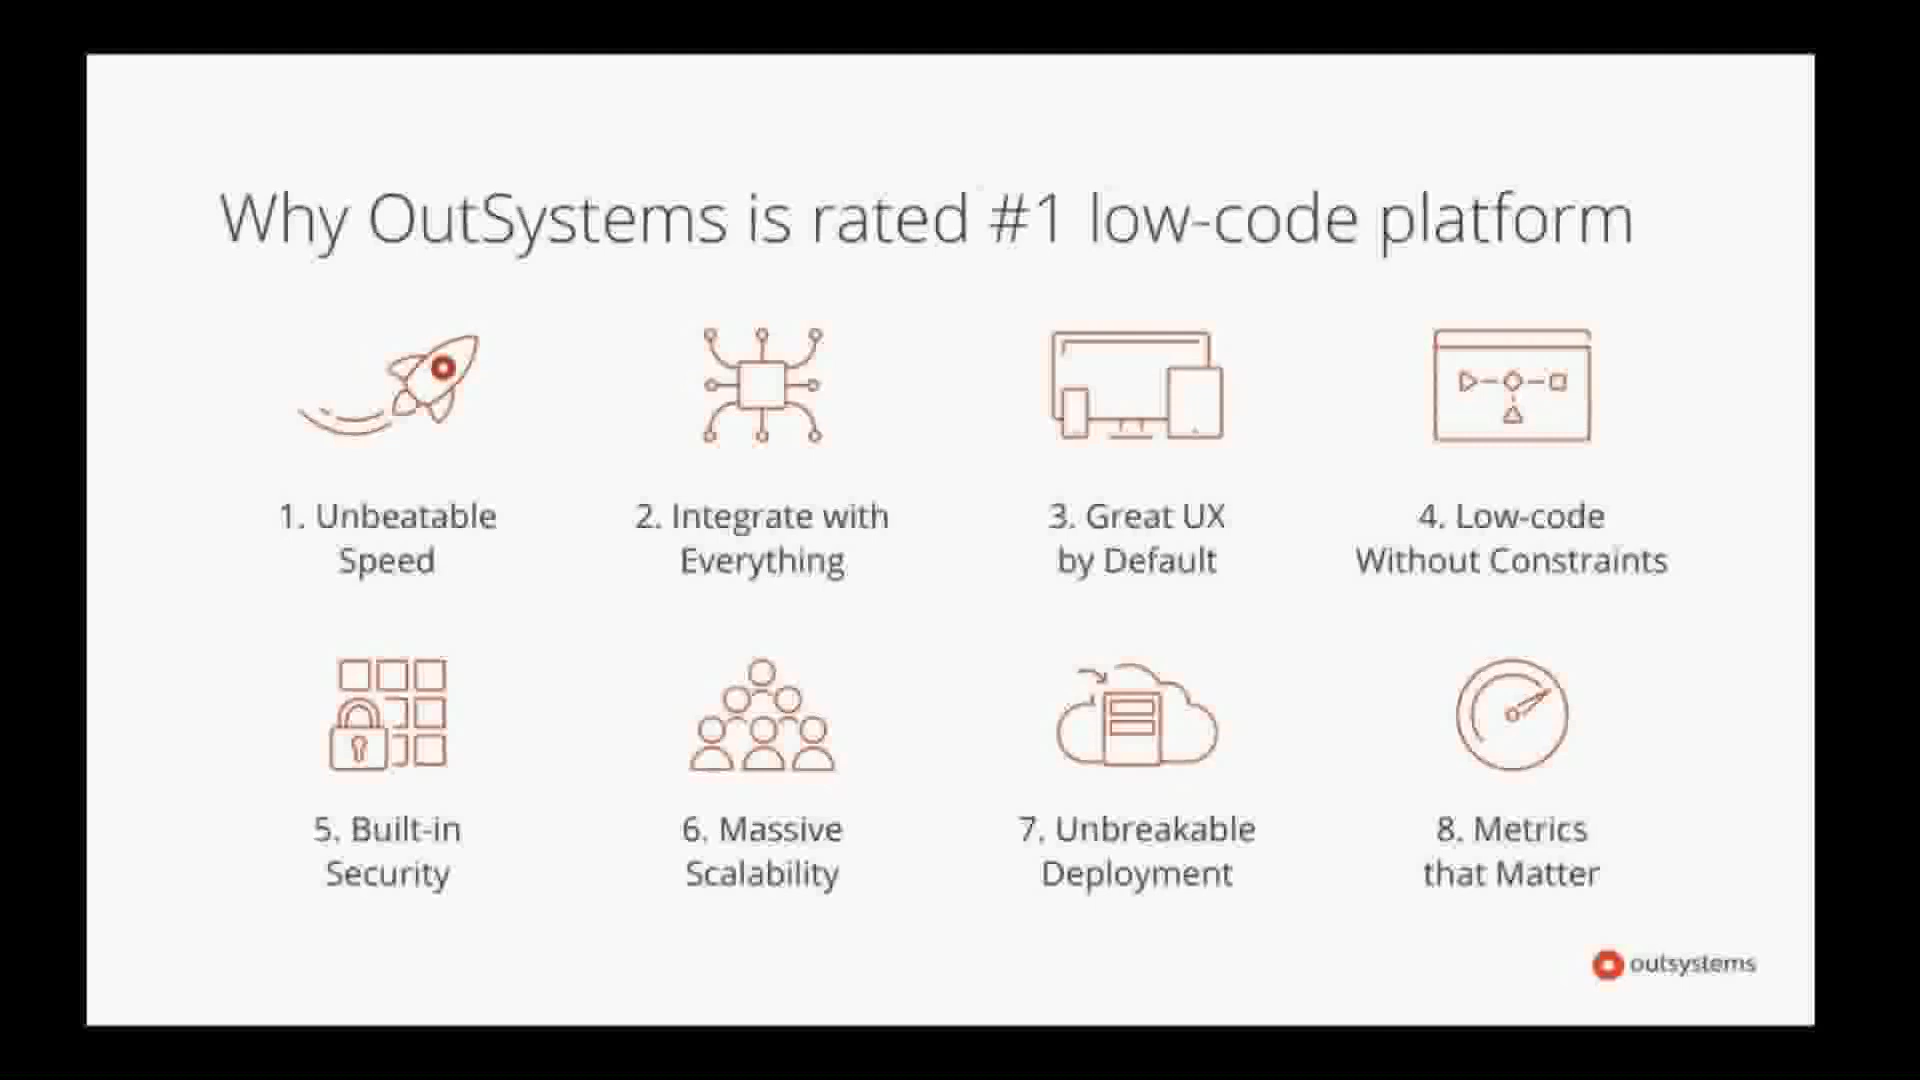 Why OutSystems is rated #1 low-code platform
1. Unbeatable
Speed
2. Integrate with
Everything
3. Great UX
by Default
4. Low-code
Without Constraints
5. Built-in
Security
6. Massive
Scalability
7. Unbreakable
Deployment
8. Metrics
that Matter
outsystems